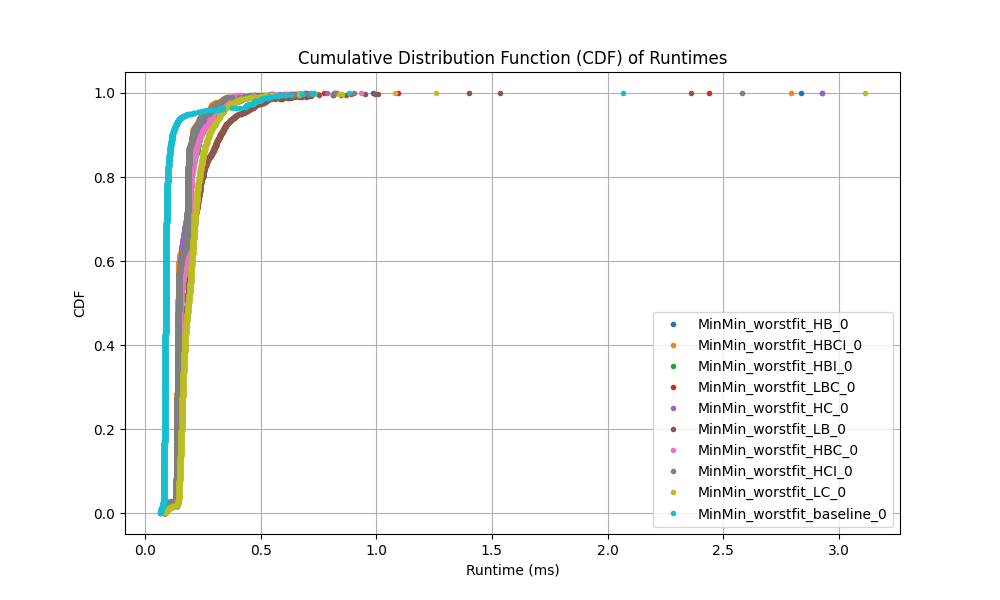 Cumulative Distribution Function (CDF) of Runtimes
1.0
0.8
0.6
0.4
0.2
0.0
CDF
0.0 0.5 1.0 1.5 2.0 2.5 3.0
Runtime (ms)
MinMin_worstfit_HB_0
MinMin_worstfit_HBCI_0
MinMin_worstfit_HBI_0
MinMin_worstfit_LBC_0
MinMin_worstfit_HC_0
MinMin_worstfit_LB_0
MinMin_worstfit_HBC_0
MinMin_worstfit_HCI_0
MinMin_worstfit_LC_0
MinMin_worstfit_baseline_0